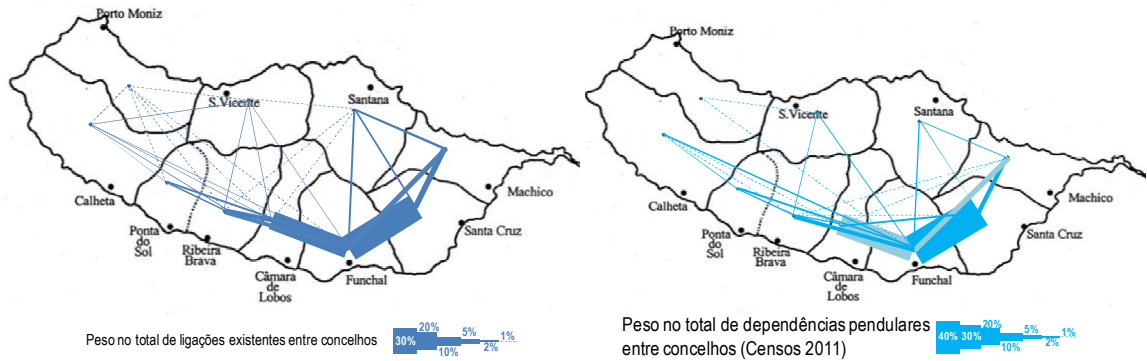 Porto Moniz
S.Vicente
Santana
Machico
Calheta
Santa Cruz
Ponta
do
Sol
Ribeira
Brava
Câmara
de
Lobos
Funchal
Peso no total de ligações existentes entre concelhos
30%
20%
10%
5%
2%
1%
Porto Moniz
S.Vicente
Santana
Machico
Calheta
Santa Cruz
Ponta
do
Sol
Ribeira
Brava
Câmara
de
Lobos
Funchal
Peso no total de dependências pendulares
entre concelhos (Censos 2011)
40%
30%
20%
10%
5%
2%
1%